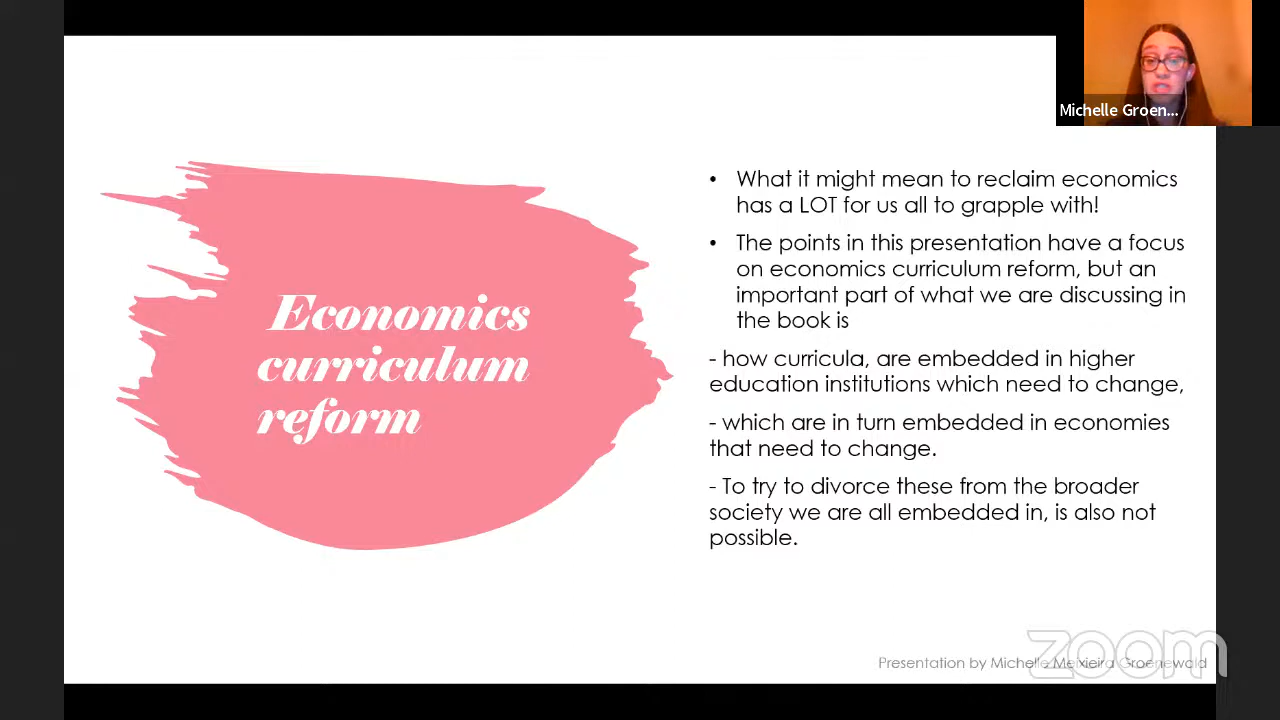 Michelle Groen...
Economics
curriculum
reform
• What it might mean to reclaim economics
has a LOT for us all to grapple with!
• The points in this presentation have a focus
on economics curriculum reform, but an
important part of what we are discussing in
the book is
- how curricula, are embedded in higher
education institutions which need to change,
- which are in turn embedded in economies
that need to change.
- To try to divorce these from the broader
society we are all embedded in, is also not
possible.
zoom
Presentation by Michelle Meixieira Groenewald